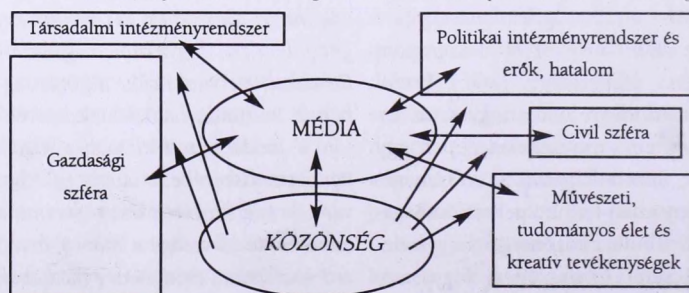 Társadalmi intézményrendszer
Politikai intézményrendszer és
erők, hatalom
MÉDIA
Civil szféra
Gazdasági
szféra
Művészeti,
tudományos élet és
kreatív tevékenységek
KÖZÖNSÉG